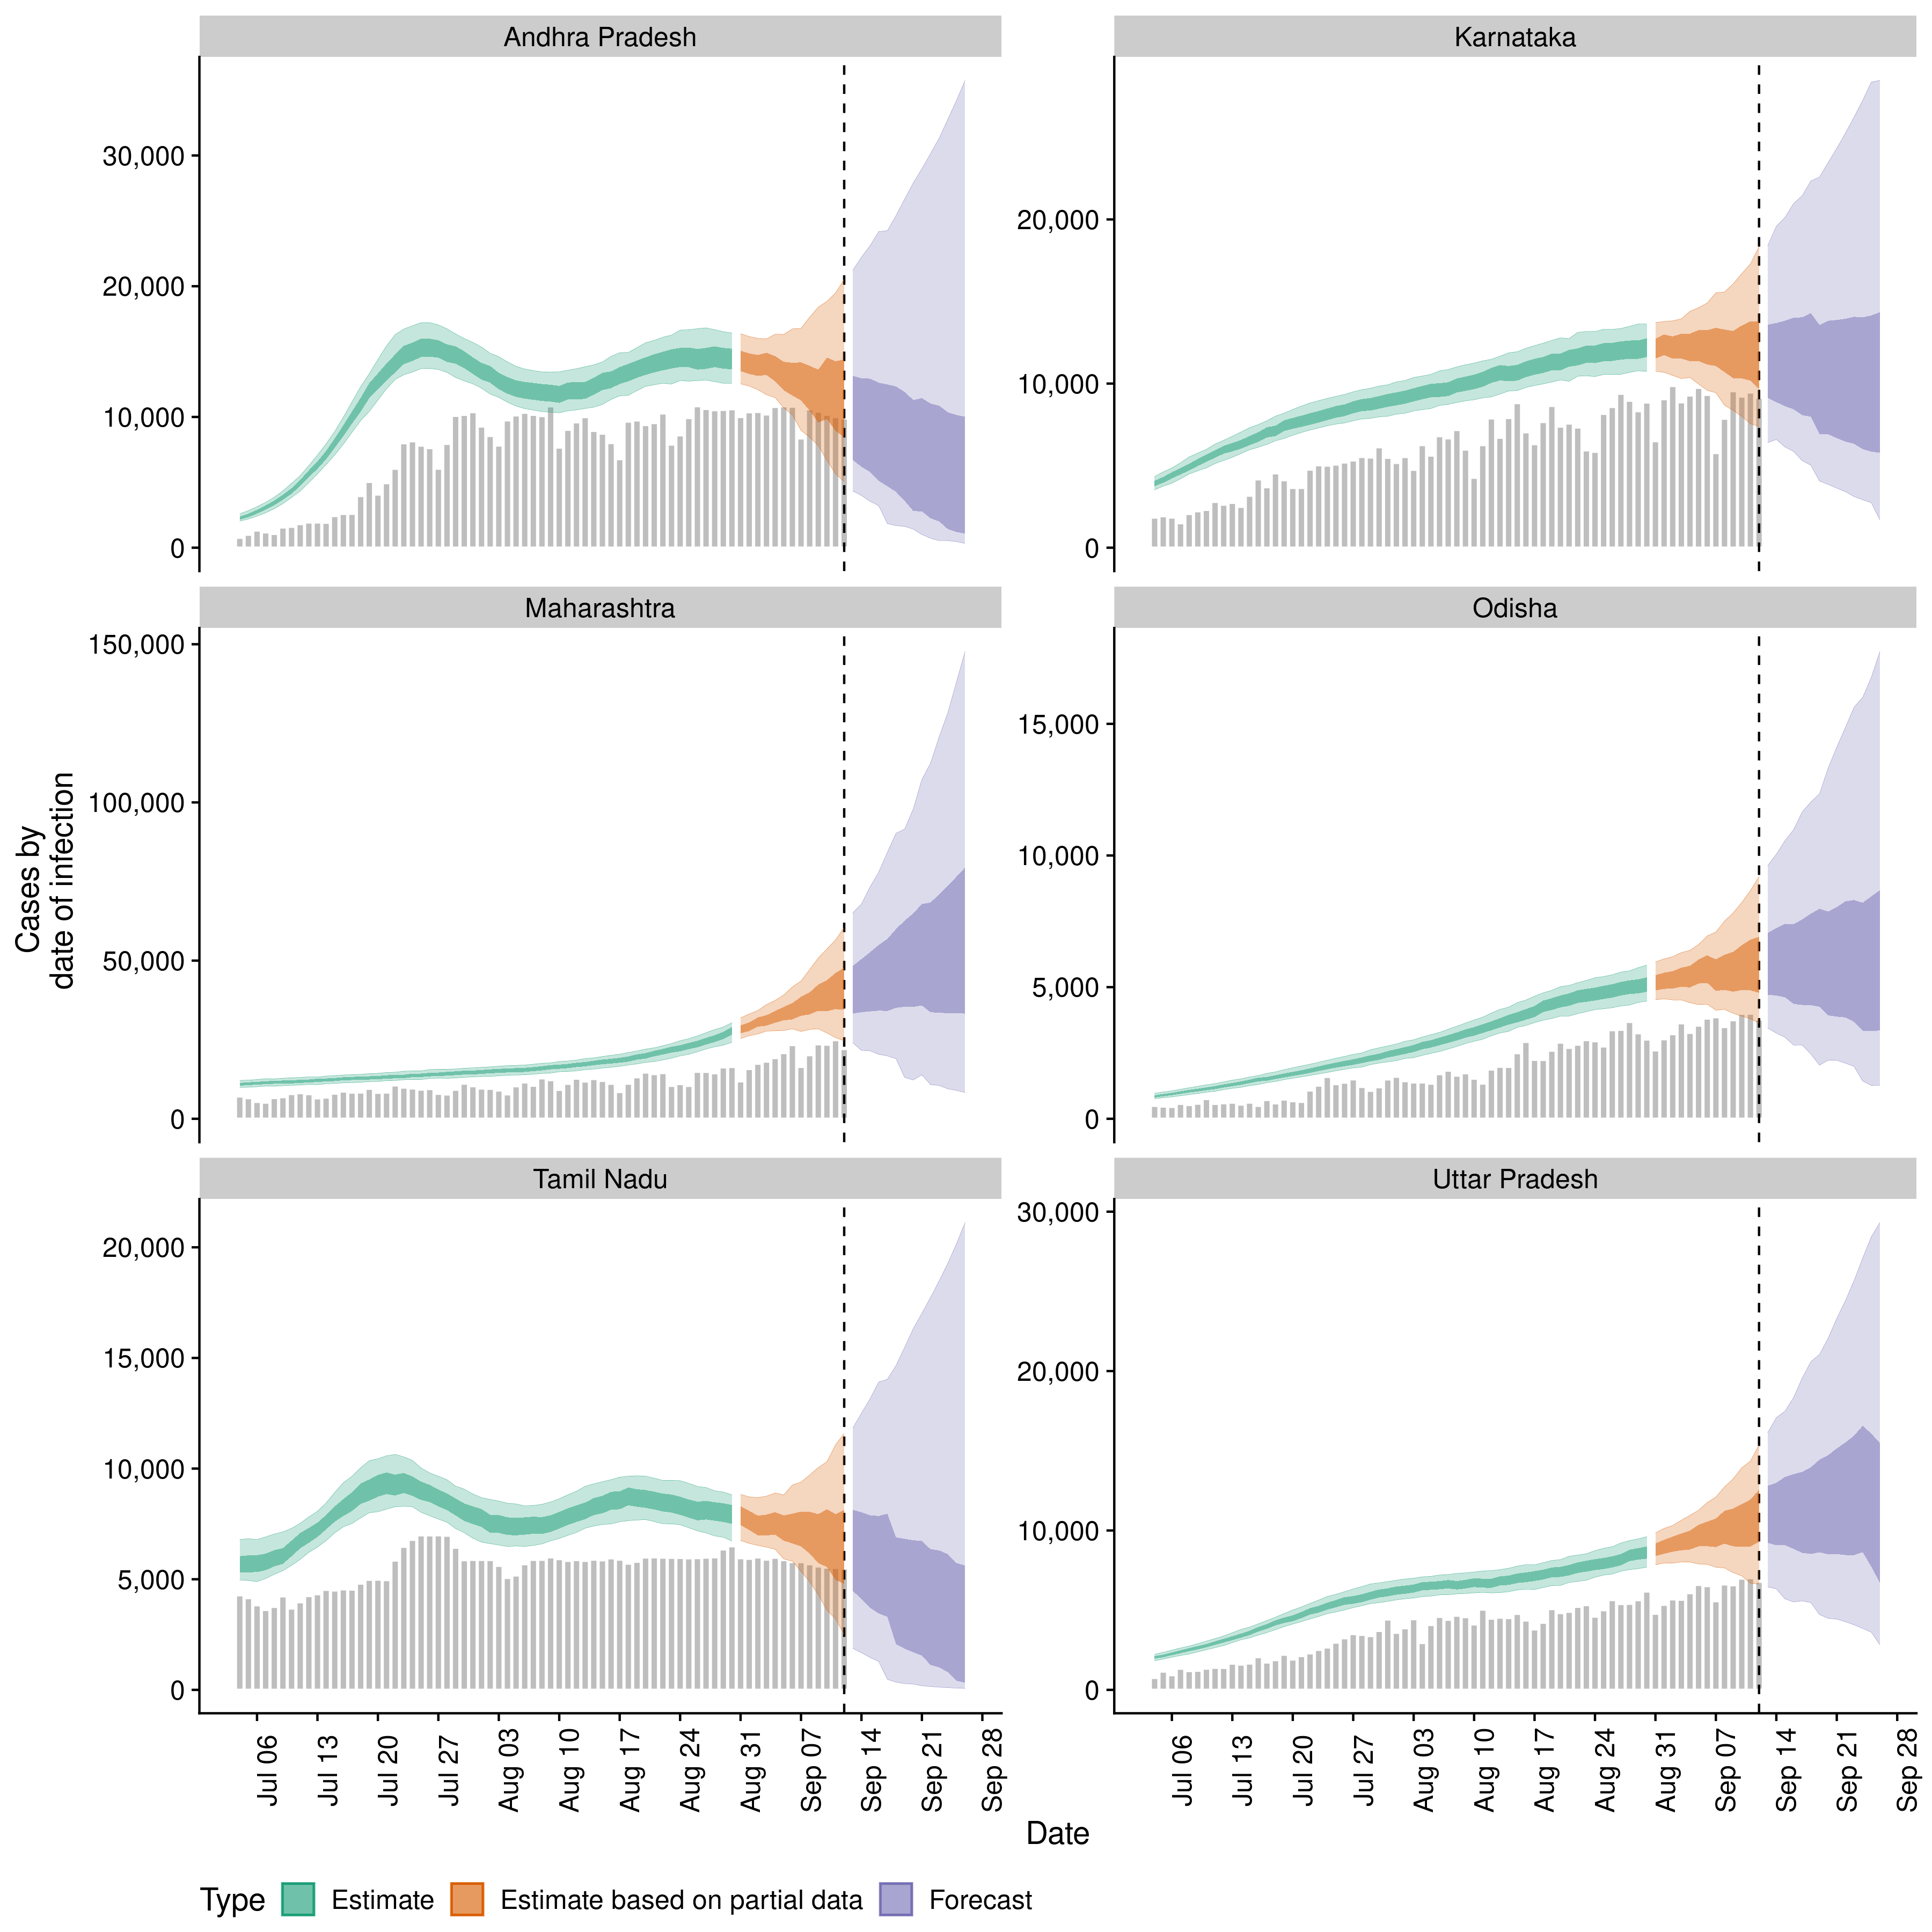 Andhra Pradesh
Karnataka
30,000
20,000
10,000
0
20,000
10,000
0
Maharashtra
Odisha
150,000
100,000
50,000
0
15,000
10,000
5,000
0
Tamil Nadu
Uttar Pradesh
20,000
15,000
10,000
5,000
0
30,000
20,000
10,000
0
Cases by
date of infection
Jul 06
Jul 13
Jul 20
Jul 27
Aug 03
Aug 10
Aug 17
Aug 24
Aug 31
Sep 07
Sep 14
Sep 21
Sep 28
Jul 06
Jul 13
Jul 20
Jul 27
Aug 03
Aug 10
Aug 17
Aug 24
Aug 31
Sep 07
Sep 14
Sep 21
Sep 28
Date
Type Estimate Estimate based on partial data Forecast